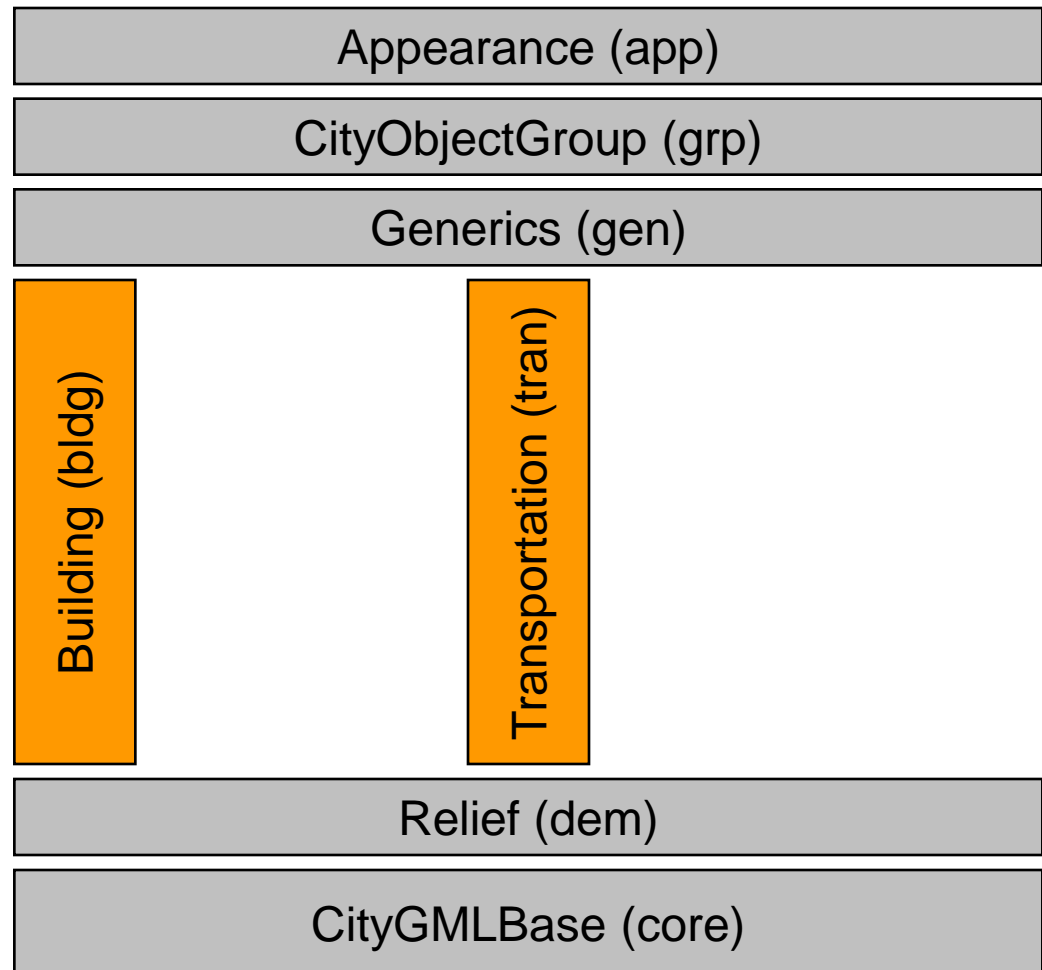 Appearance (app)
CityObjectGroup (grp)
Generics (gen)
Building (bldg)
Transportation (tran)
Relief (dem)
CityGMLBase (core)